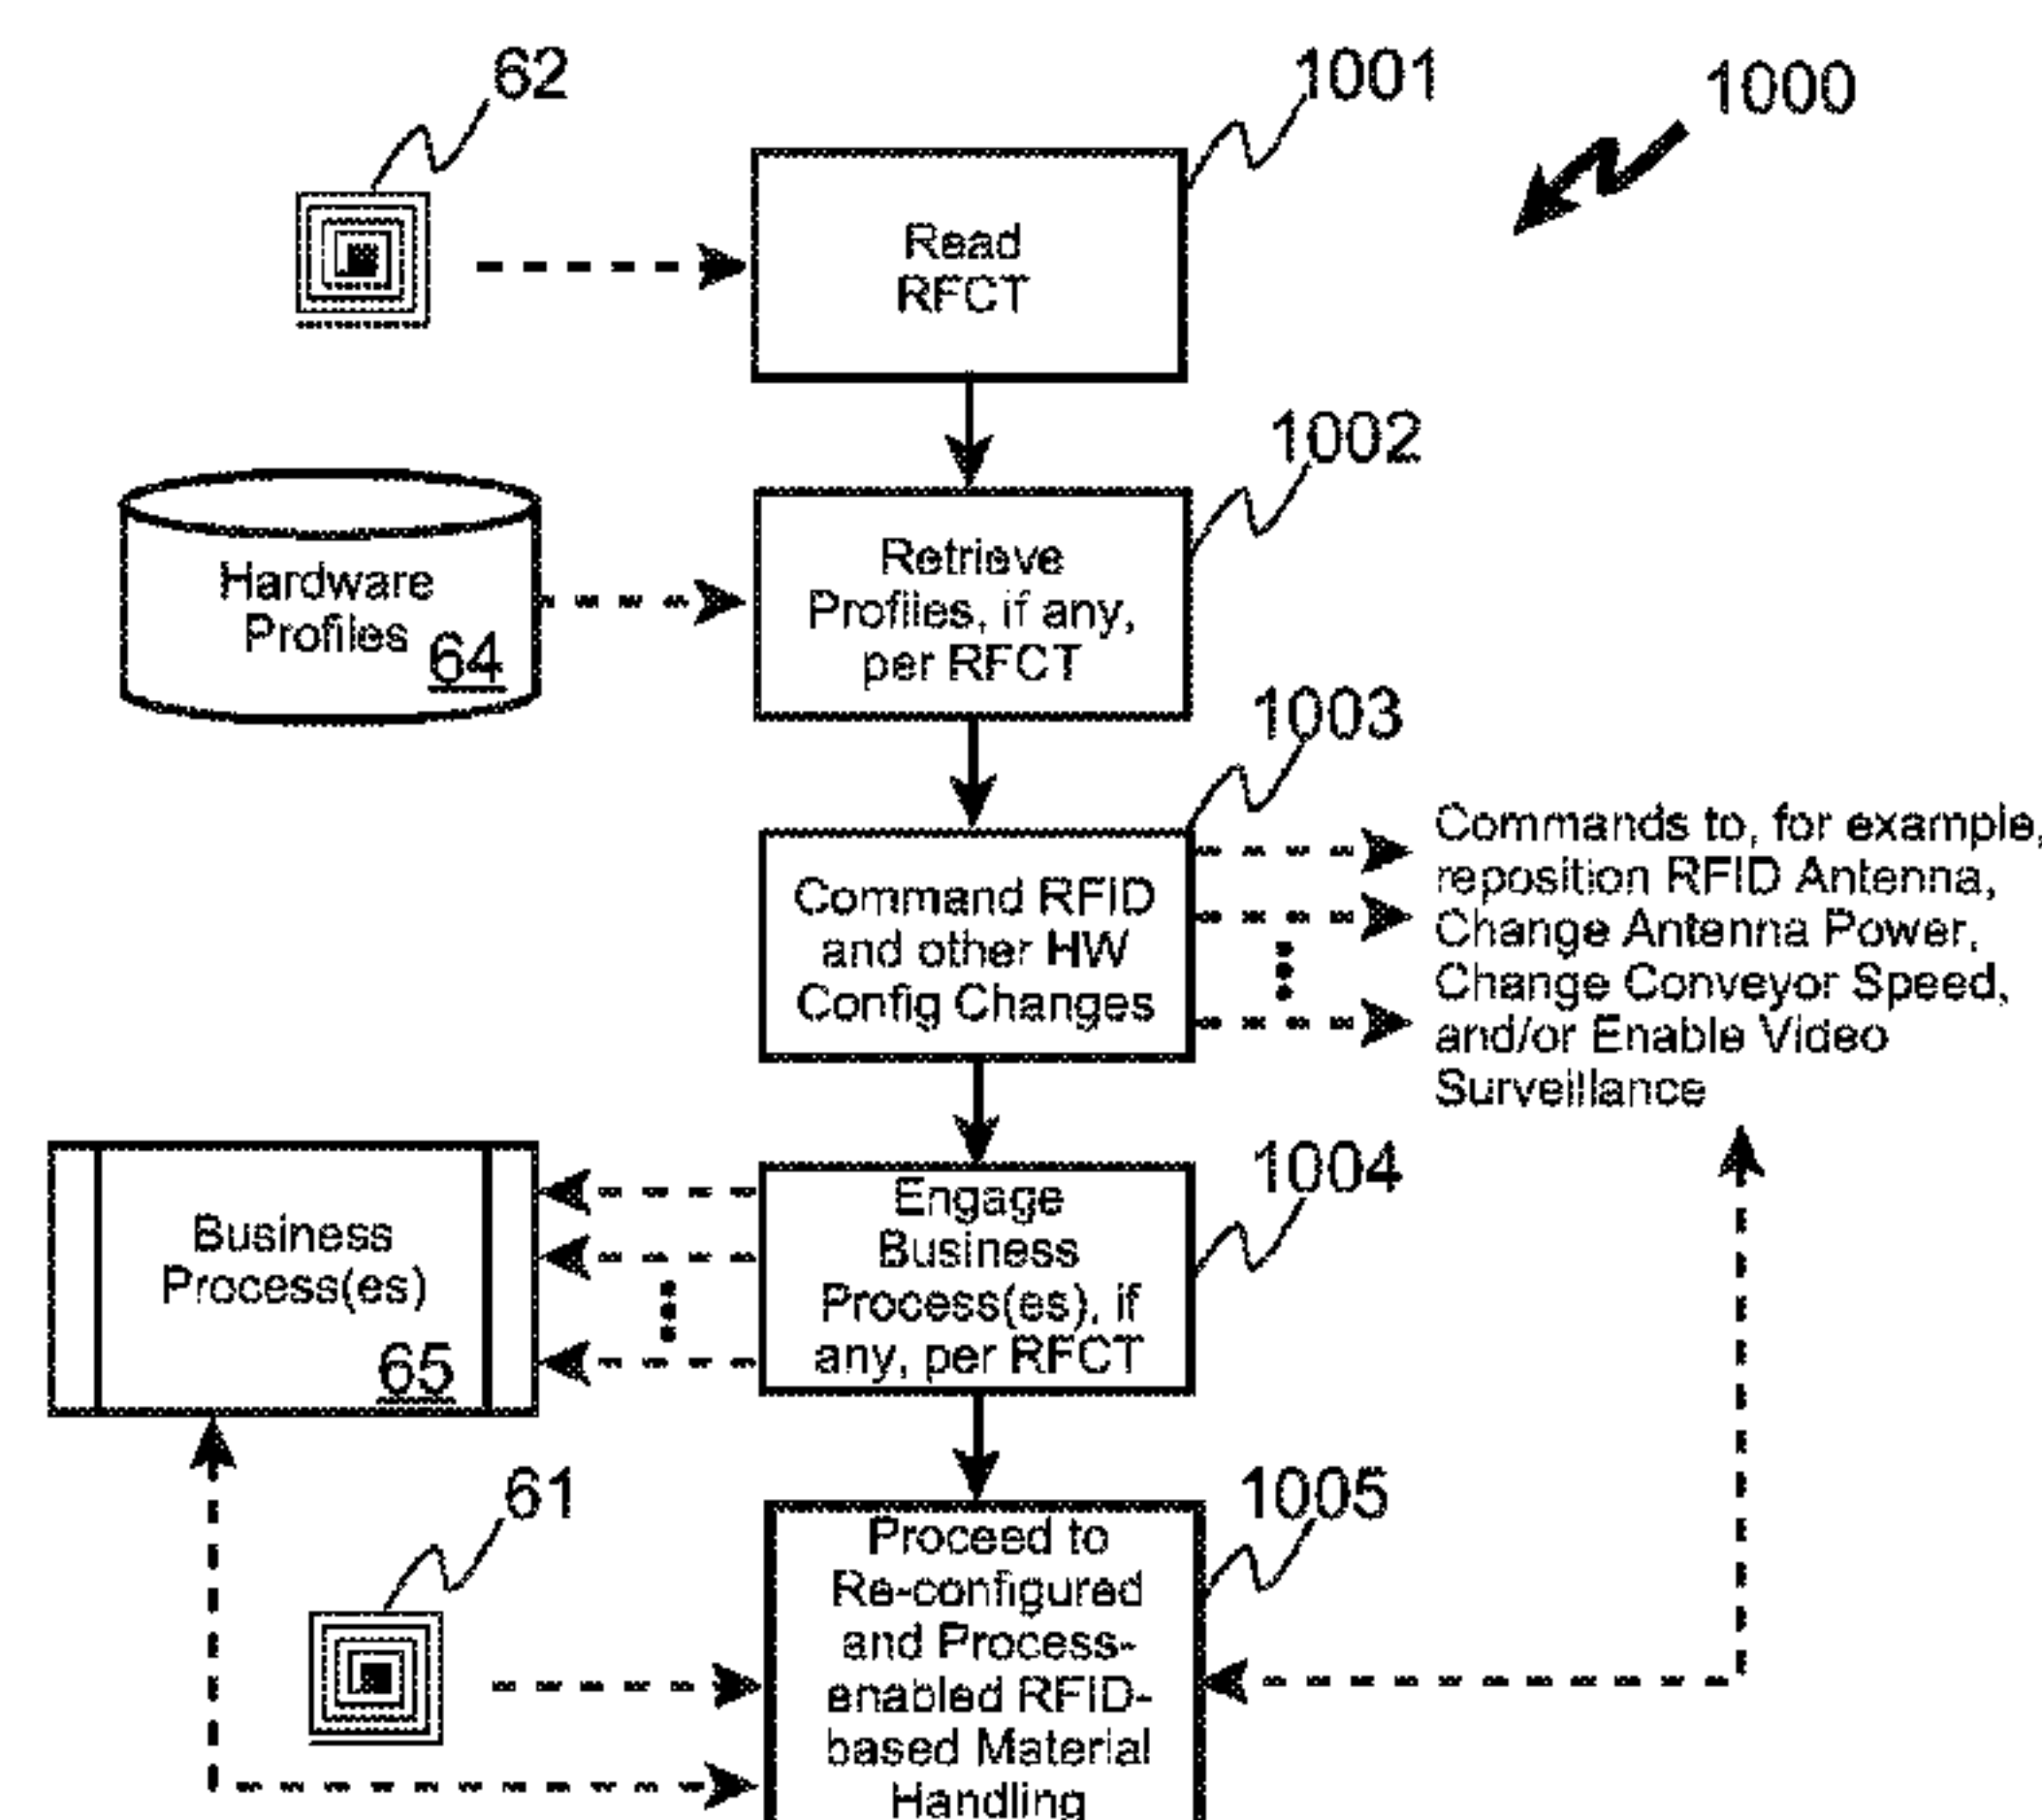 62
1001
1000
Read
RFCT
1002
Hardware
Profiles
64
Retrieve
Profiles, if any,
per RFCT
1003
Command RFID
and other HW
Config Changes
Commands to, for example,
reposition RFID Antenna,
Change Antenna Power,
Change Conveyor Speed,
and/or Enable Video
Surveillance
1004
Business
Process(es)
65
Engage
Business
Process(es), if
any, per RFCT
61
1005
Proceed to
Re-configured
and Process-
enabled RFID-
based Material
Handling